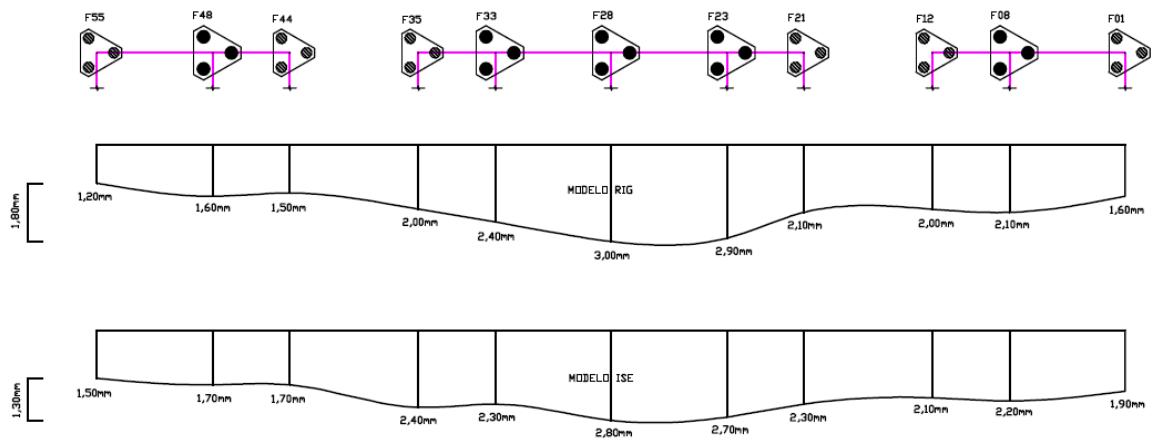 F55 F48 F44 F35 F33 F28 F23 F21 F12 F08 F01
MODELO RIG
1,80mm
1,20mm 1,60mm 1,50mm 2,00mm 2,40mm 3,00mm 2,90mm 2,10mm 2,00mm 2,10mm 1,60mm
MODELO ISE
1,30mm
1,50mm 1,70mm 1,70mm 2,40mm 2,30mm 2,80mm 2,70mm 2,30mm 2,10mm 2,20mm 1,90mm